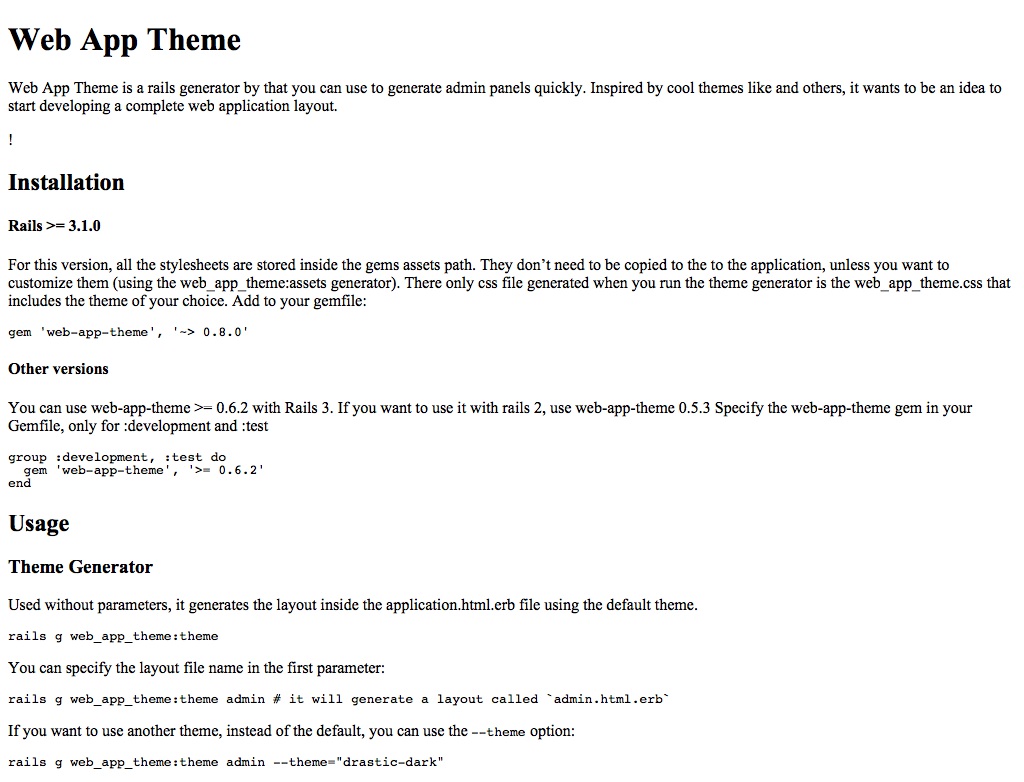 Web App Theme
Web App Theme is a rails generator by that you can use to generate admin panels quickly. Inspired by cool themes like and others, it wants to be an idea to
start developing a complete web application layout.
!
Installation
Rails >= 3.1.0
For this version, all the stylesheets are stored inside the gems assets path. They don’t need to be copied to the to the application, unless you want to
customize them (using the web_app_theme:assets generator). There only css file generated when you run the theme generator is the web_app_theme.css that
includes the theme of your choice. Add to your gemfile:
gem 'web-app-theme', '~> 0.8.0'
Other versions
You can use web-app-theme >= 0.6.2 with Rails 3. If you want to use it with rails 2, use web-app-theme 0.5.3 Specify the web-app-theme gem in your
Gemfile, only for :development and :test
group :development, :test do
  gem 'web-app-theme', '>= 0.6.2'
end
Usage
Theme Generator
Used without parameters, it generates the layout inside the application.html.erb file using the default theme.
rails g web_app_theme:theme
You can specify the layout file name in the first parameter:
rails g web_app_theme:theme admin # it will generate a layout called `admin.html.erb`
If you want to use another theme, instead of the default, you can use the --theme option:
rails g web_app_theme:theme admin --theme="drastic-dark"